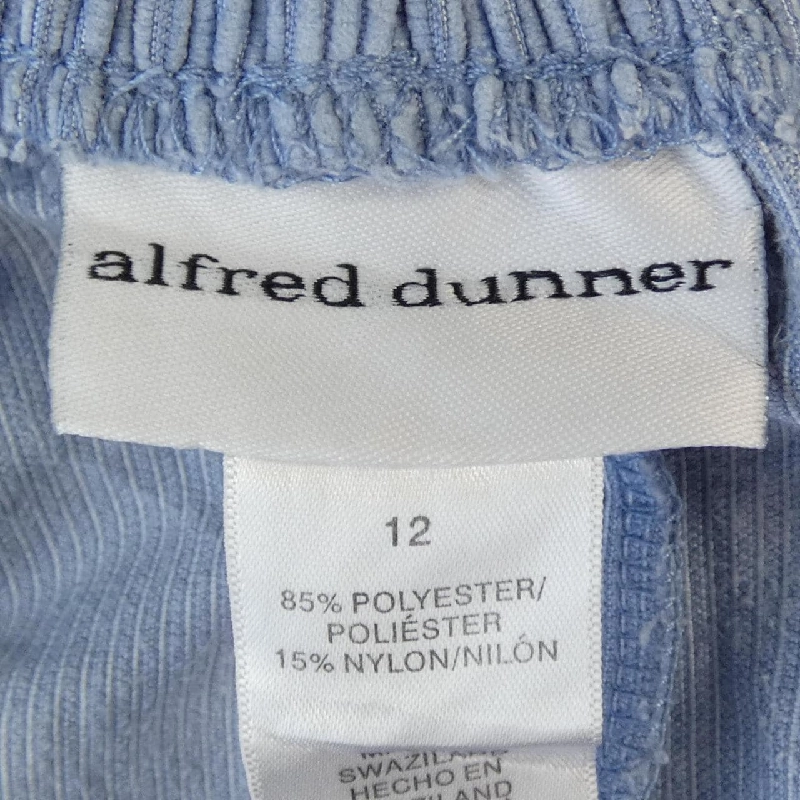 alfred dunner
12
85% POLYESTER/
POLIÉSTER
15% NYLON/NILÓN
SWAZILAND
HECHO EN